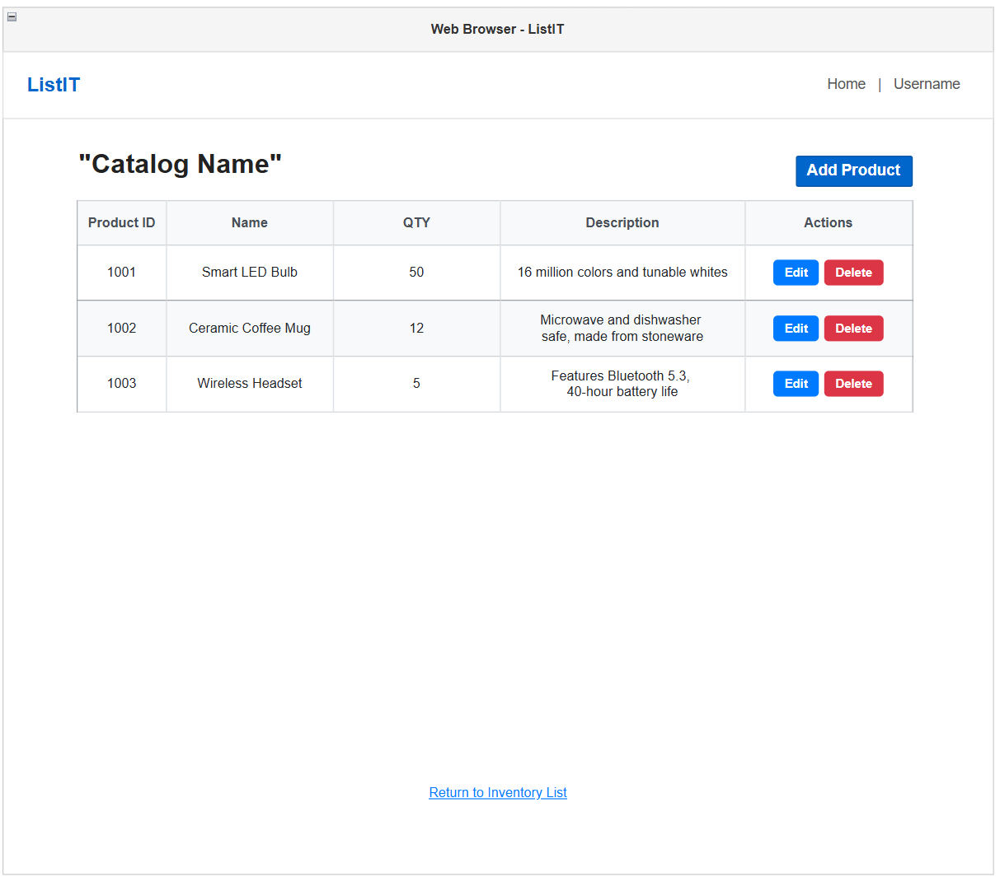 Web Browser - ListIT
ListIT
Home | Username
"Catalog Name"
Add Product
Product ID Name QTY Description Actions
1001 Smart LED Bulb 50 16 million colors and tunable whites Edit Delete
1002 Ceramic Coffee Mug 12 Microwave and dishwasher
safe, made from stoneware Edit Delete
1003 Wireless Headset 5 Features Bluetooth 5.3,
40-hour battery life Edit Delete
Return to Inventory List